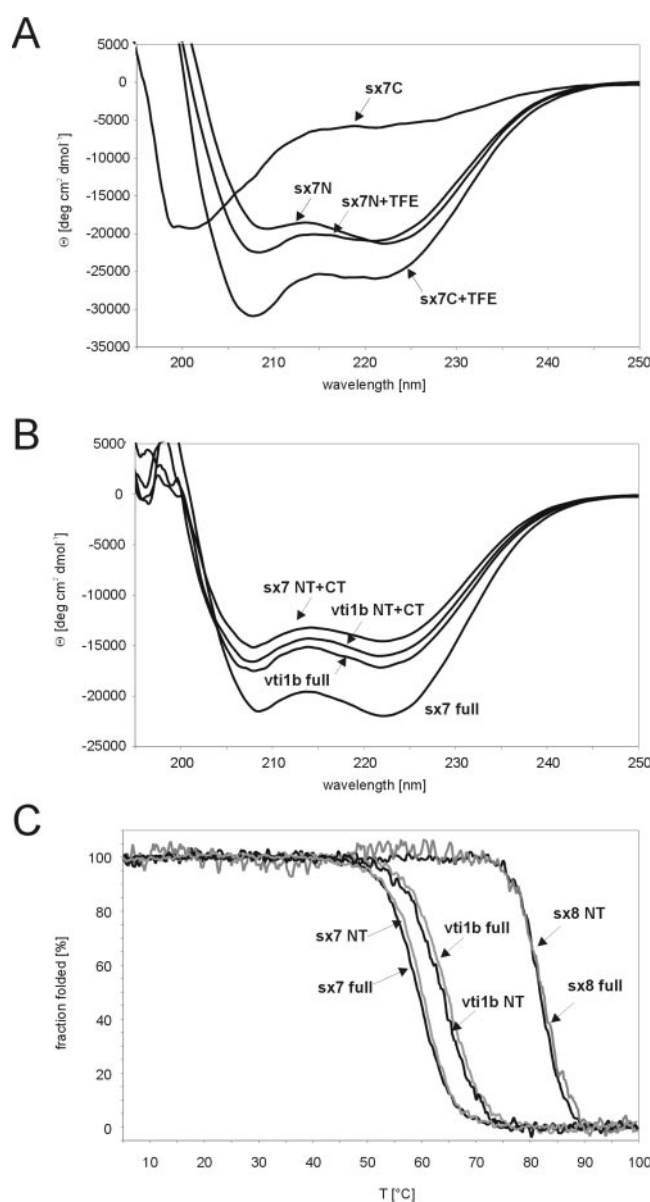 A
5000
0
-5000
-10000
-15000
-20000
-25000
-30000
-35000
Θ [deg cm² dmol⁻¹]
sx7C
sx7N
sx7N+TFE
sx7C+TFE
200 210 220 230 240 250
wavelength [nm]
B
5000
0
-5000
-10000
-15000
-20000
-25000
Θ [deg cm² dmol⁻¹]
sx7 NT+CT
vti1b NT+CT
vti1b full
sx7 full
200 210 220 230 240 250
wavelength [nm]
C
100
80
60
40
20
0
fraction folded [%]
sx7 NT
sx7 full
vti1b full
vti1b NT
sx8 NT
sx8 full
10 20 30 40 50 60 70 80 90 100
T [°C]